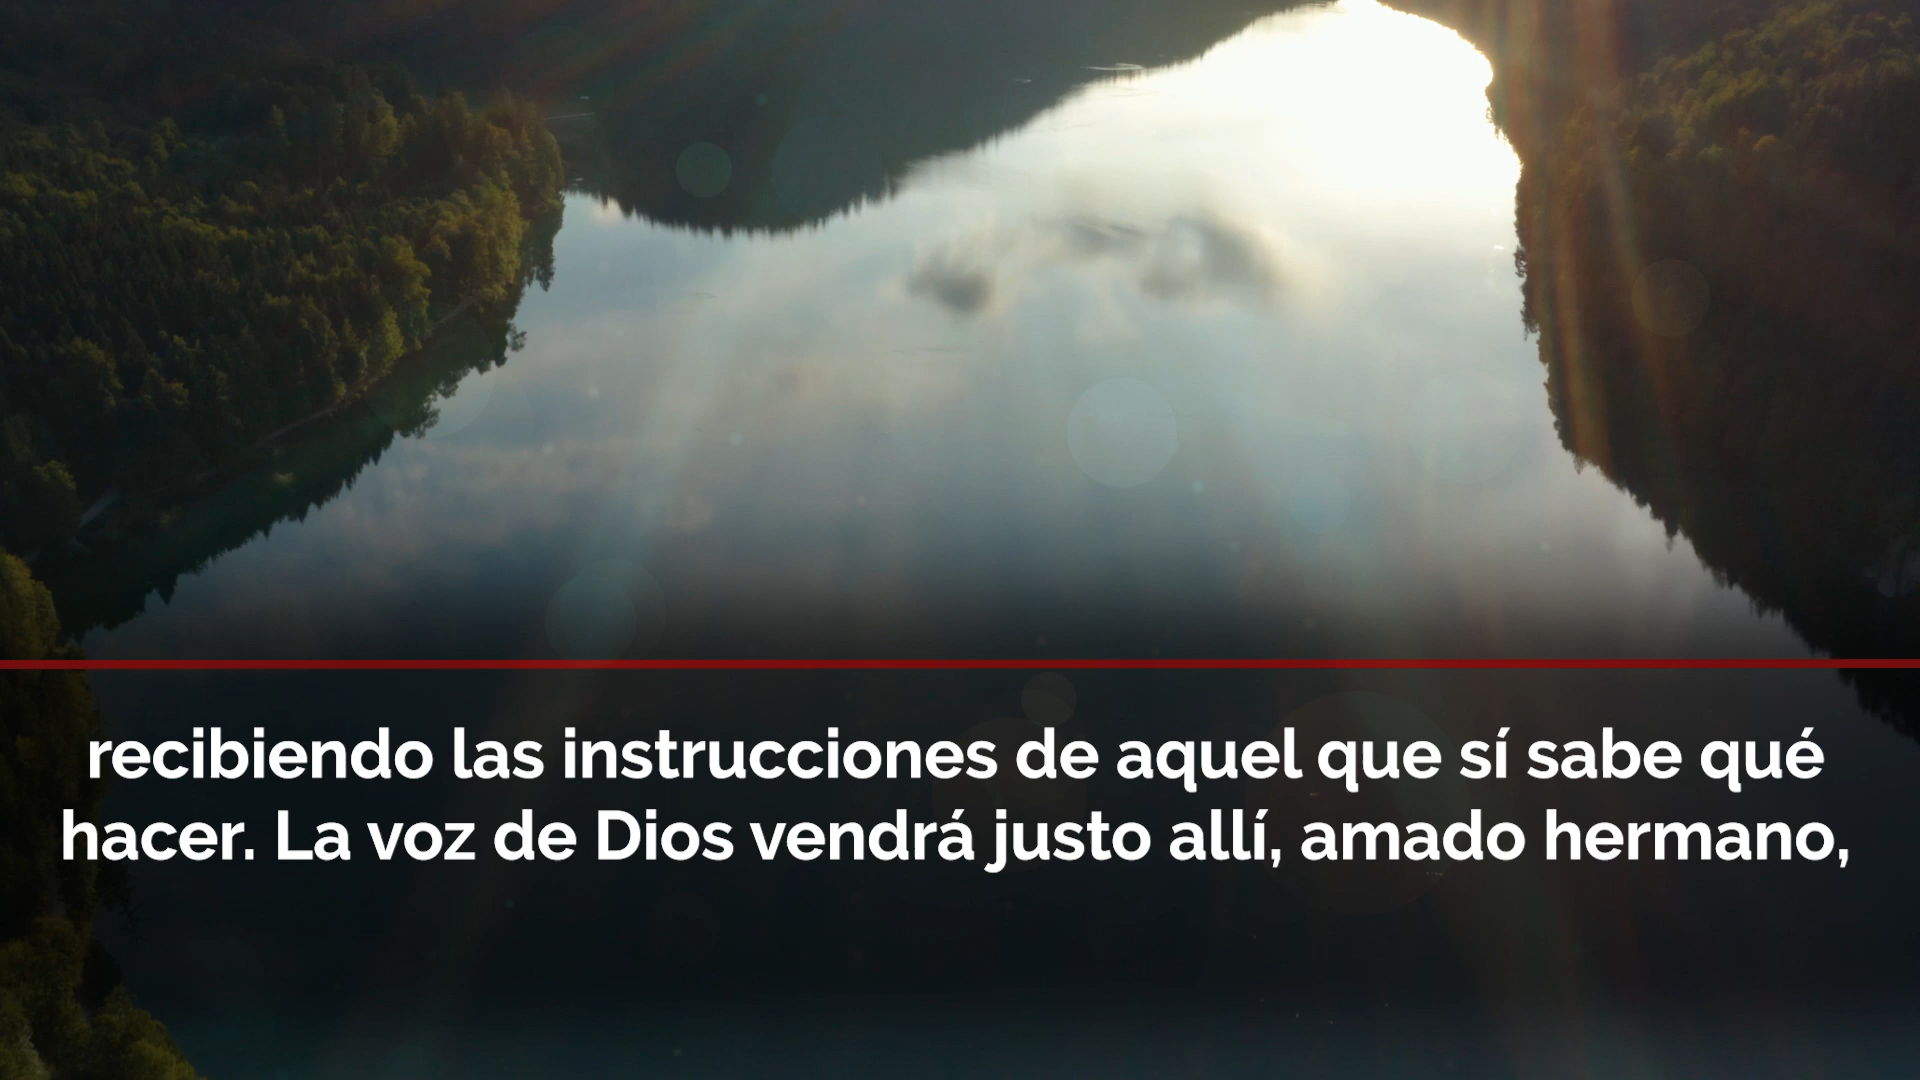 recibiendo las instrucciones de aquel que sí sabe qué
hacer. La voz de Dios vendrá justo allí, amado hermano,